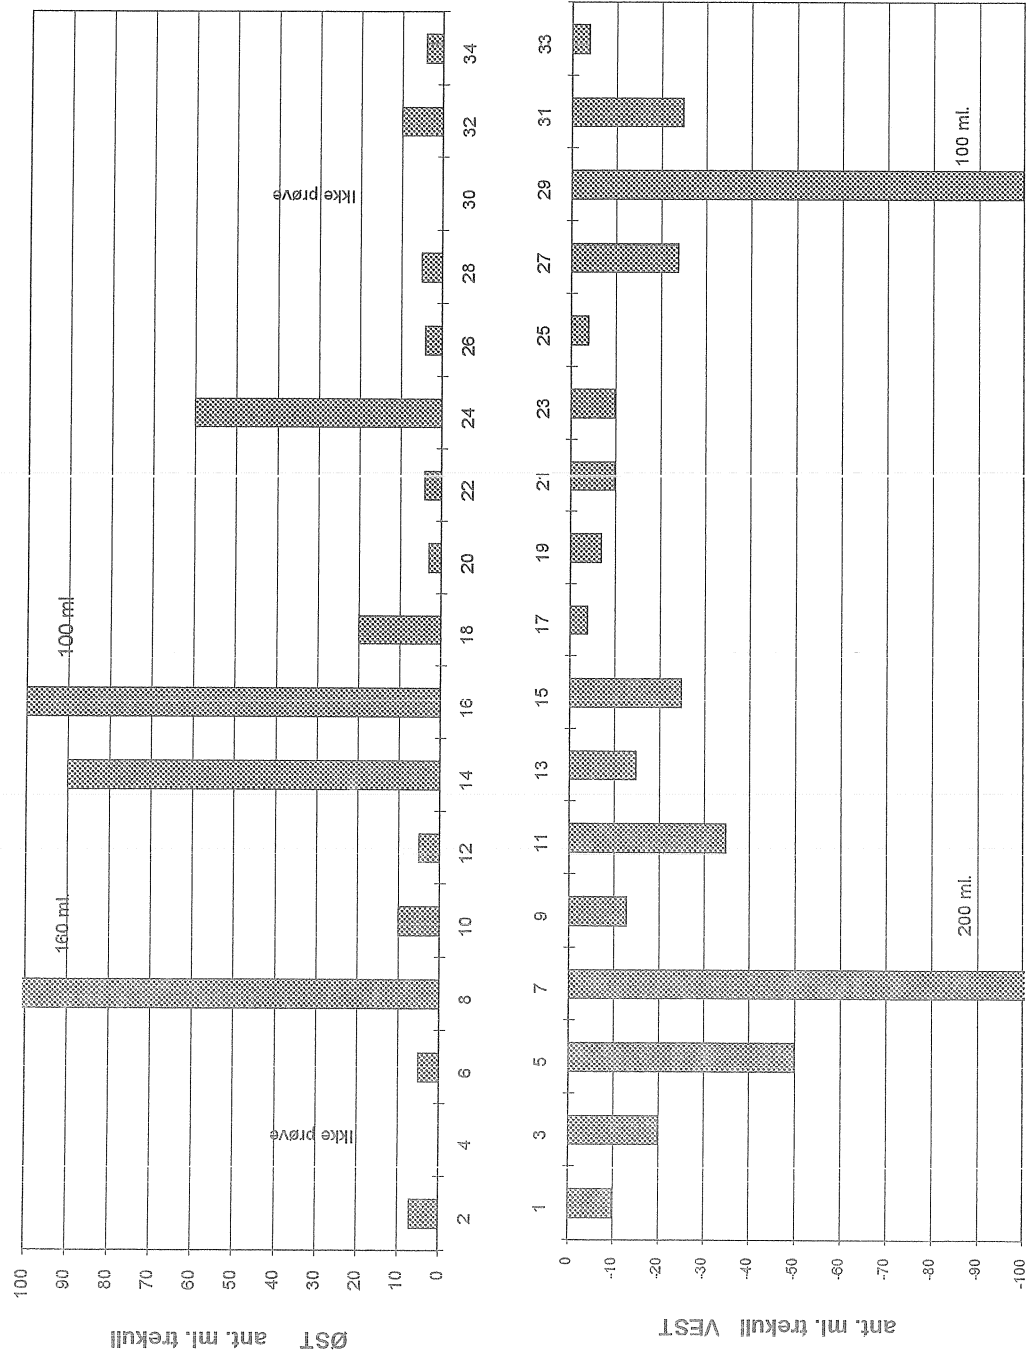 ØST ant. ml. trekull
100
90
80
70
60
50
40
30
20
10
0
160 ml.
100 ml
Ikke prøve
Ikke prøve
2 4 6 8 10 12 14 16 18 20 22 24 26 28 30 32 34
1 3 5 7 9 11 13 15 17 19 21 23 25 27 29 31 33
0
-10
-20
-30
-40
-50
-60
-70
-80
-90
-100
200 ml.
100 ml.
ant. ml. trekull VEST